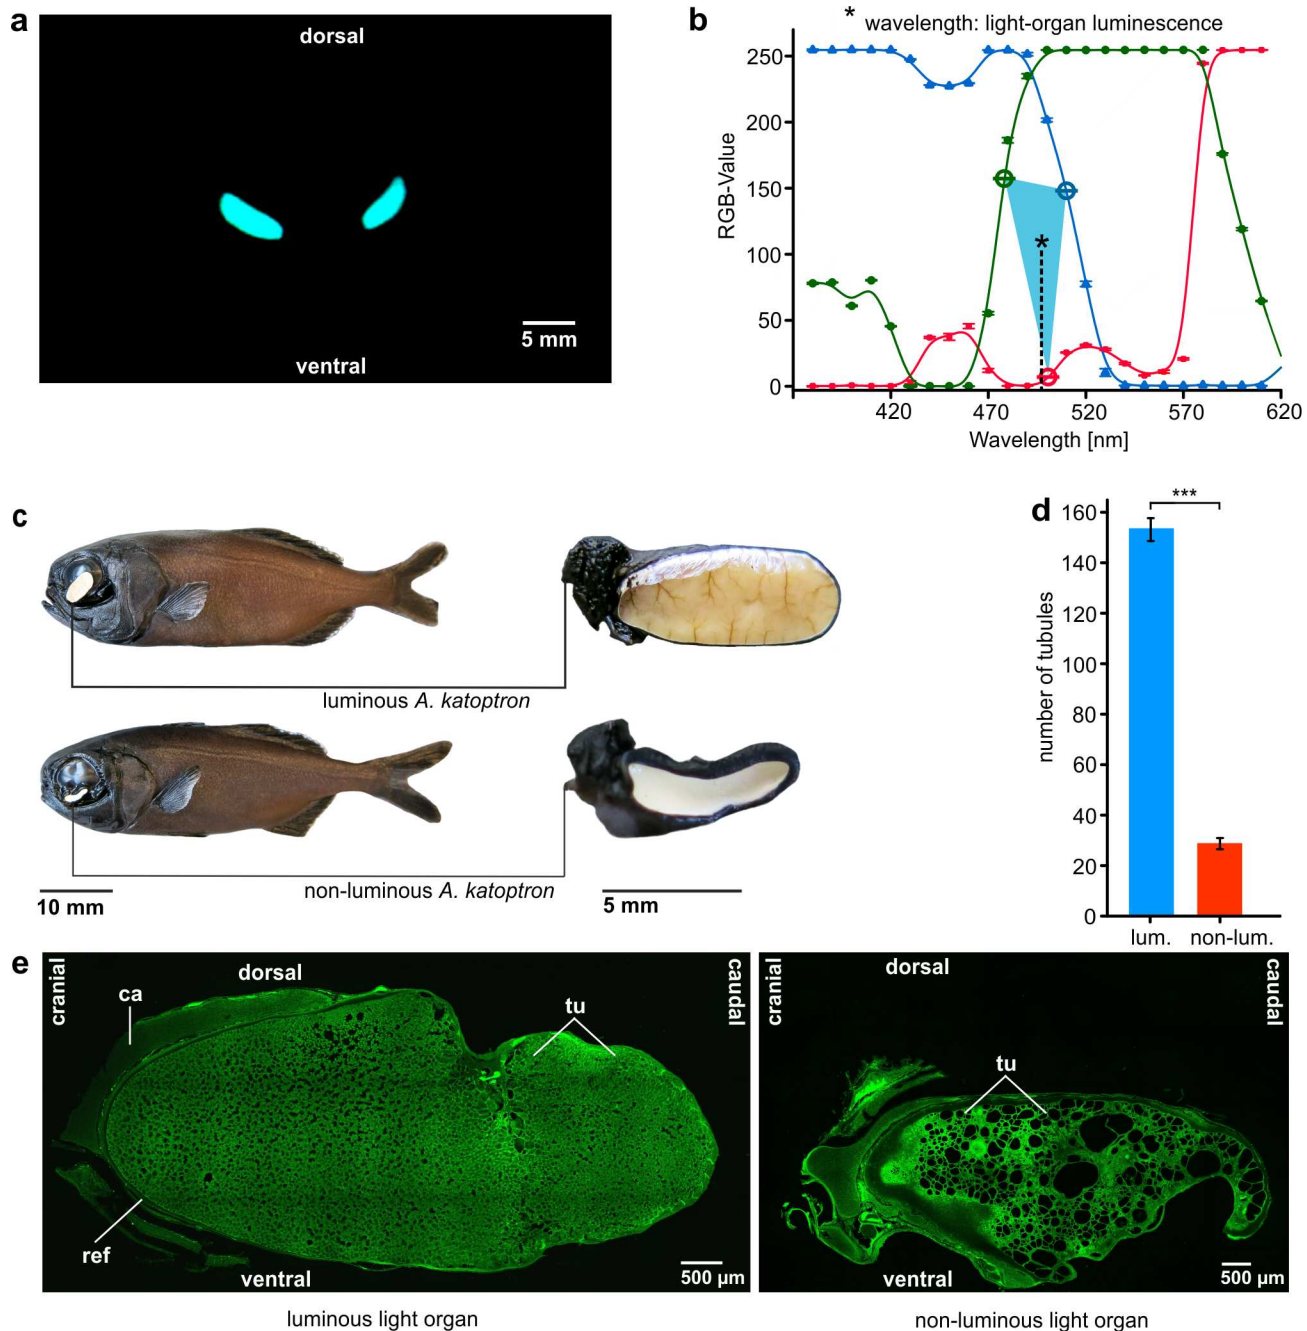 a
dorsal
5 mm
ventral
b
* wavelength: light-organ luminescence
RGB-Value
250
200
150
100
50
0
*
420 470 520 570 620
Wavelength [nm]
c
luminous A. katoptron
non-luminous A. katoptron
10 mm
5 mm
d
***
number of tubules
160
140
120
100
80
60
40
20
0
lum. non-lum.
e
cranial
dorsal
caudal
ca
tu
ref
ventral
500 µm
luminous light organ
cranial
dorsal
caudal
tu
ventral
500 µm
non-luminous light organ